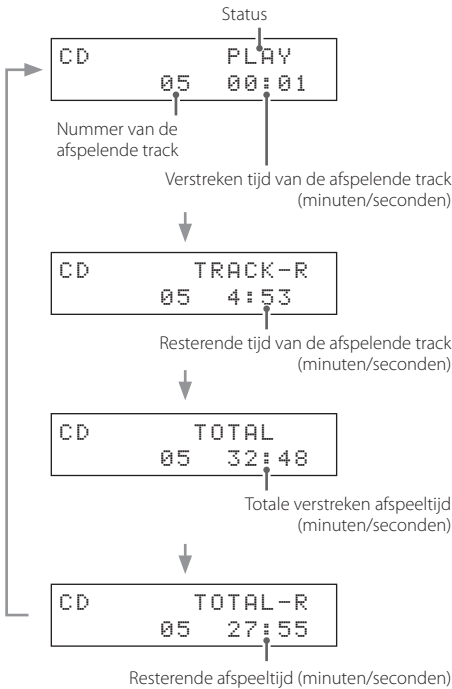 Status
CD PLAY
05 00:01
Nummer van de
afspelende track
Verstreken tijd van de afspelende track
(minuten/seconden)
CD TRACK-R
05 4:53
Resterende tijd van de afspelende track
(minuten/seconden)
CD TOTAL
05 32:48
Totale verstreken afspeeltijd
(minuten/seconden)
CD TOTAL-R
05 27:55
Resterende afspeeltijd (minuten/seconden)